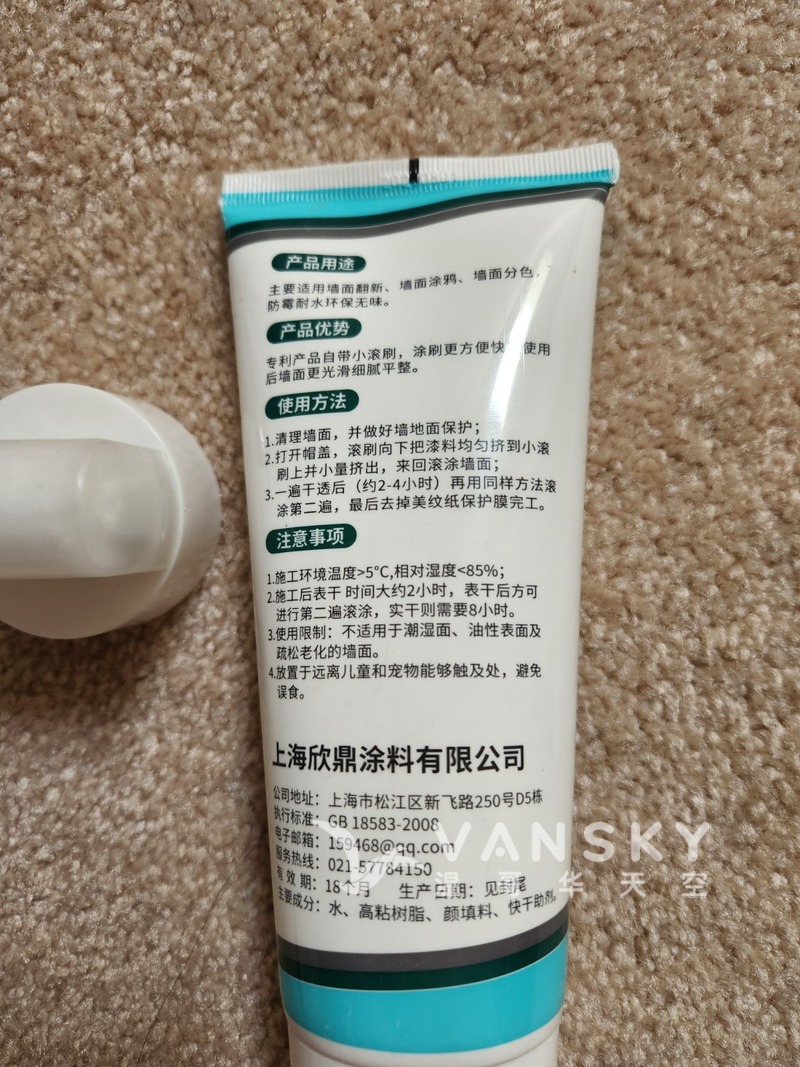 产品用途
主要适用墙面翻新、墙面涂鸦、墙面分色，
防霉耐水环保无味。
产品优势
专利产品自带小滚刷，涂刷更方便快 使用
后墙面更光滑细腻平整。
使用方法
1.清理墙面，并做好墙地面保护；
2.打开帽盖，滚刷向下把漆料均匀挤到小滚
刷上并小量挤出，来回滚涂墙面；
3.一遍干透后（约2-4小时）再用同样方法滚
涂第二遍，最后去掉美纹纸保护膜完工。
注意事项
1.施工环境温度>5℃,相对湿度<85%；
2.施工后表干 时间大约2小时，表干后方可
进行第二遍滚涂，实干则需要8小时。
3.使用限制：不适用于潮湿面、油性表面及
疏松老化的墙面。
4.放置于远离儿童和宠物能够触及处，避免
误食。
上海欣鼎涂料有限公司
公司地址：上海市松江区新飞路250号D5栋
执行标准：GB 18583-2008
电子邮箱：159468@qq.com
服务热线：021-57784150
有 效 期：18个月 生产日期：见封尾
主要成分：水、高粘树脂、颜填料、快干助剂。
VANSKY
温哥华天空